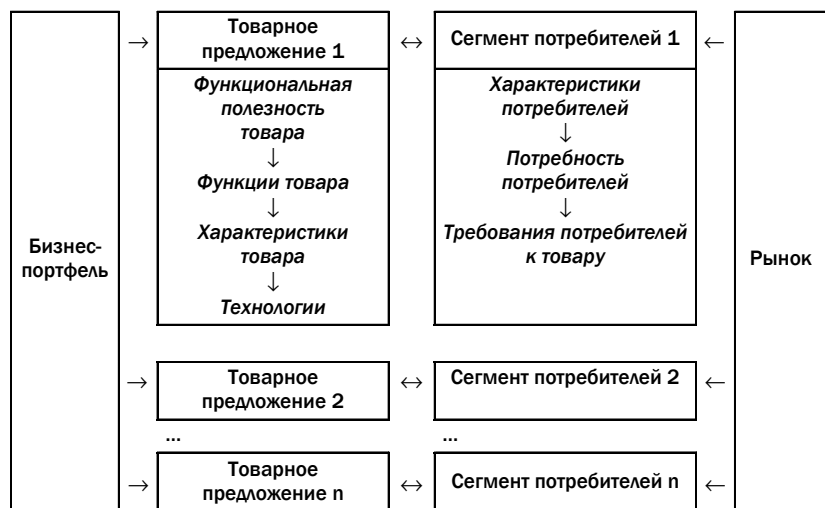 Бизнес-
портфель
→
Товарное
предложение 1
↔
Сегмент потребителей 1
←
Рынок
Функциональная
полезность
товара
↓
Функции товара
↓
Характеристики
товара
↓
Технологии
Характеристики
потребителей
↓
Потребность
потребителей
↓
Требования потребителей
к товару
→
Товарное
предложение 2
↔
Сегмент потребителей 2
←
...
...
→
Товарное
предложение n
↔
Сегмент потребителей n
←